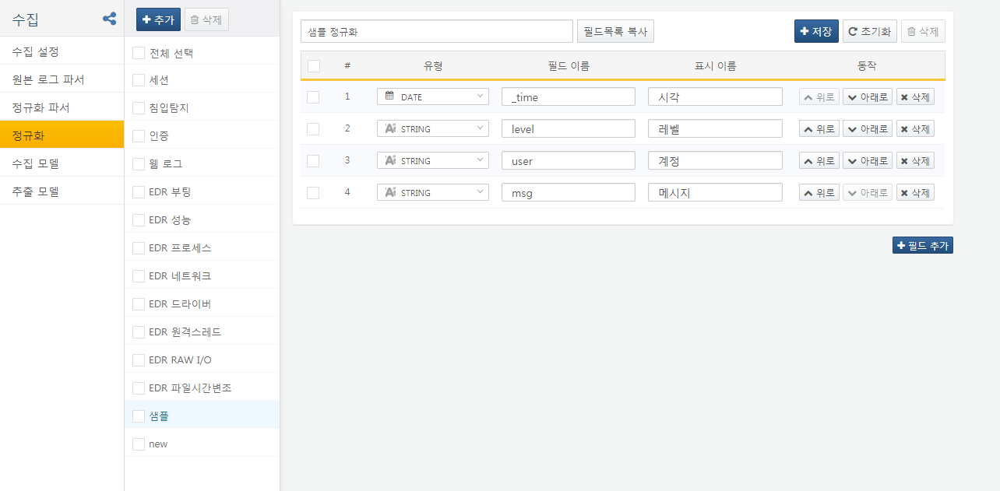 수집
수집 설정
원본 로그 파서
정규화 파서
정규화
수집 모델
추출 모델
추가 삭제
전체 선택
세션
침입탐지
인증
웹 로그
EDR 부팅
EDR 성능
EDR 프로세스
EDR 네트워크
EDR 드라이버
EDR 원격스레드
EDR RAW I/O
EDR 파일시간변조
샘플
new
샘플 정규화 필드목록 복사 저장 초기화 삭제
# 유형 필드 이름 표시 이름 동작
1 DATE _time 시각 위로 아래로 삭제
2 STRING level 레벨 위로 아래로 삭제
3 STRING user 계정 위로 아래로 삭제
4 STRING msg 메시지 위로 아래로 삭제
필드 추가